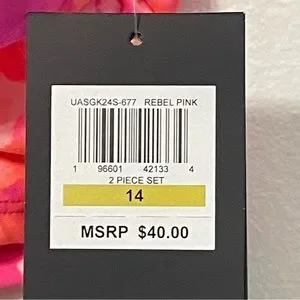 UASGK24S-677 REBEL PINK
1 96601 42133 4
2 PIECE SET
14
MSRP $40.00